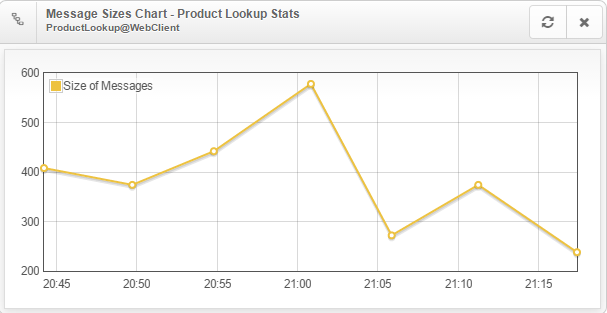 Message Sizes Chart - Product Lookup Stats
ProductLookup@WebClient
Size of Messages
600
500
400
300
200
20:45 20:50 20:55 21:00 21:05 21:10 21:15